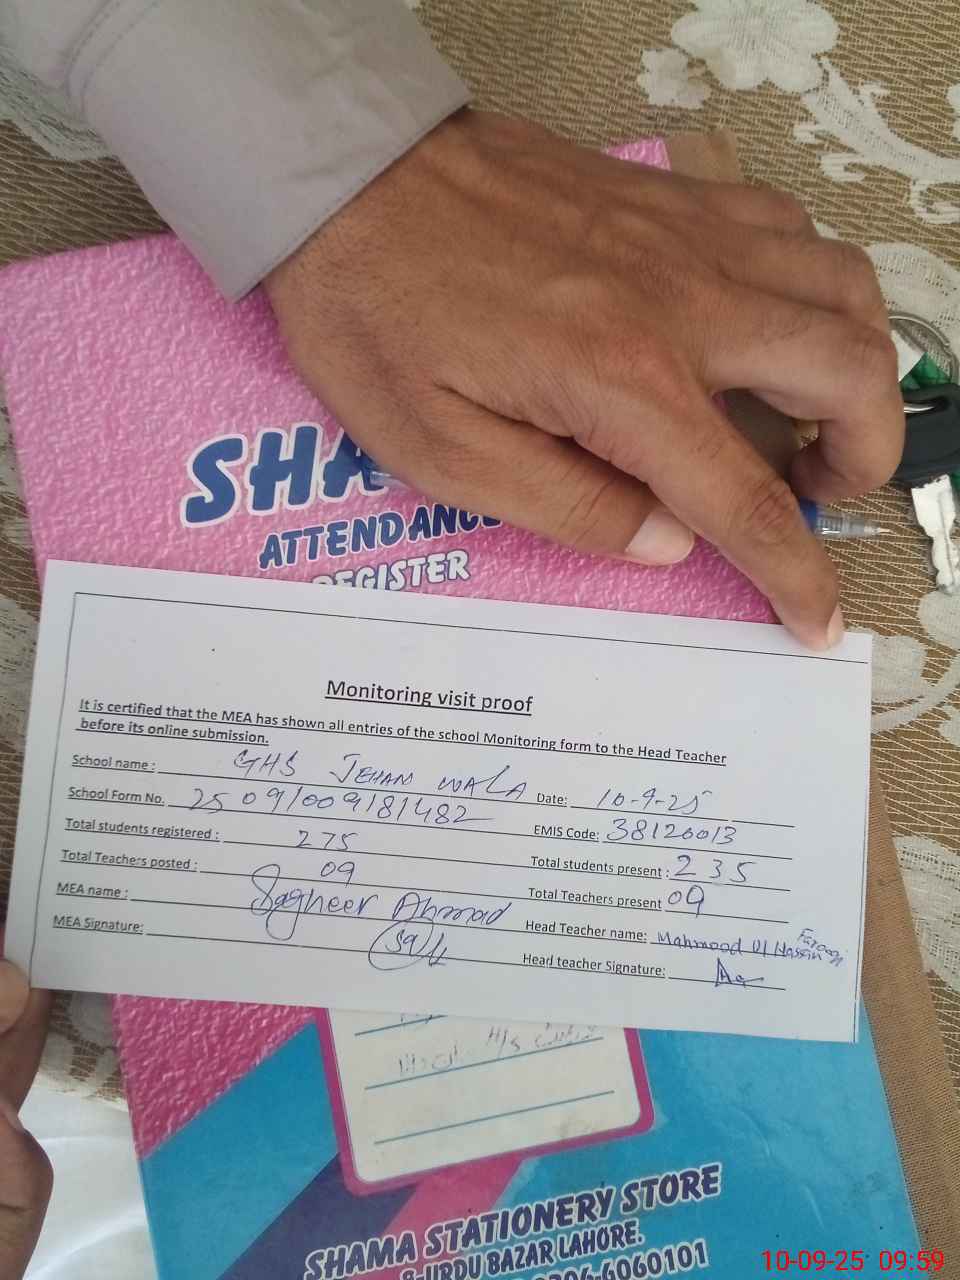 SHA
ATTENDANCE
REGISTER
Monitoring visit proof
It is certified that the MEA has shown all entries of the school Monitoring form to the Head Teacher
before its online submission.
School name : GHS JEHAN WALA Date: 10-9-25
School Form No. 2509/009181482 EMIS Code: 38120013
Total students registered : 275 Total students present : 235
Total Teachers posted : 09 Total Teachers present 09
MEA name : Sagheer Ahmad Head Teacher name: Mahmood Ul Hassan Farooqi
MEA Signature: Head teacher Signature:
H/S
SHAMA STATIONERY STORE
URDU BAZAR LAHORE.
6060101
10-09-25 09:59